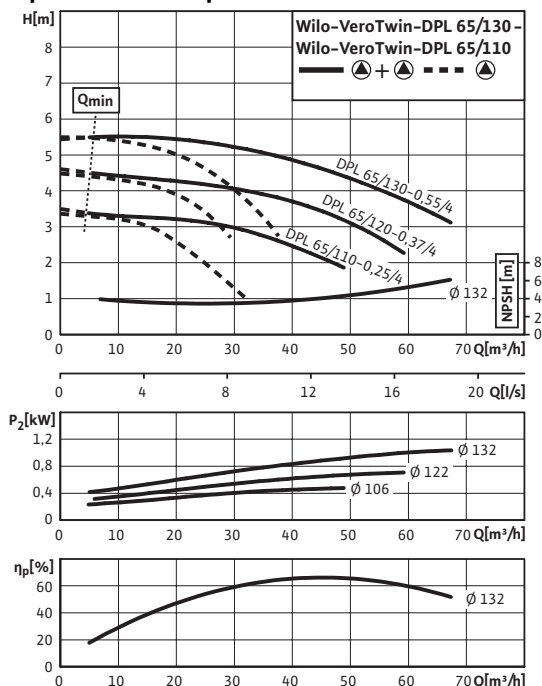 H[m]
Wilo-VeroTwin-DPL 65/130 -
Wilo-VeroTwin-DPL 65/110
+
8
7
6
5
4
3
2
1
0
Qmin
DPL 65/130-0,55/4
DPL 65/120-0,37/4
DPL 65/110-0,25/4
Ø 132
NPSH [m]
8
6
4
2
0
0 10 20 30 40 50 60 70 Q[m³/h]
0 4 8 12 16 20 Q[l/s]
P2[kW]
1,2
0,8
0,4
0
Ø 132
Ø 122
Ø 106
0 10 20 30 40 50 60 70 Q[m³/h]
ηp[%]
60
40
20
0
Ø 132
0 10 20 30 40 50 60 70 Q[m³/h]